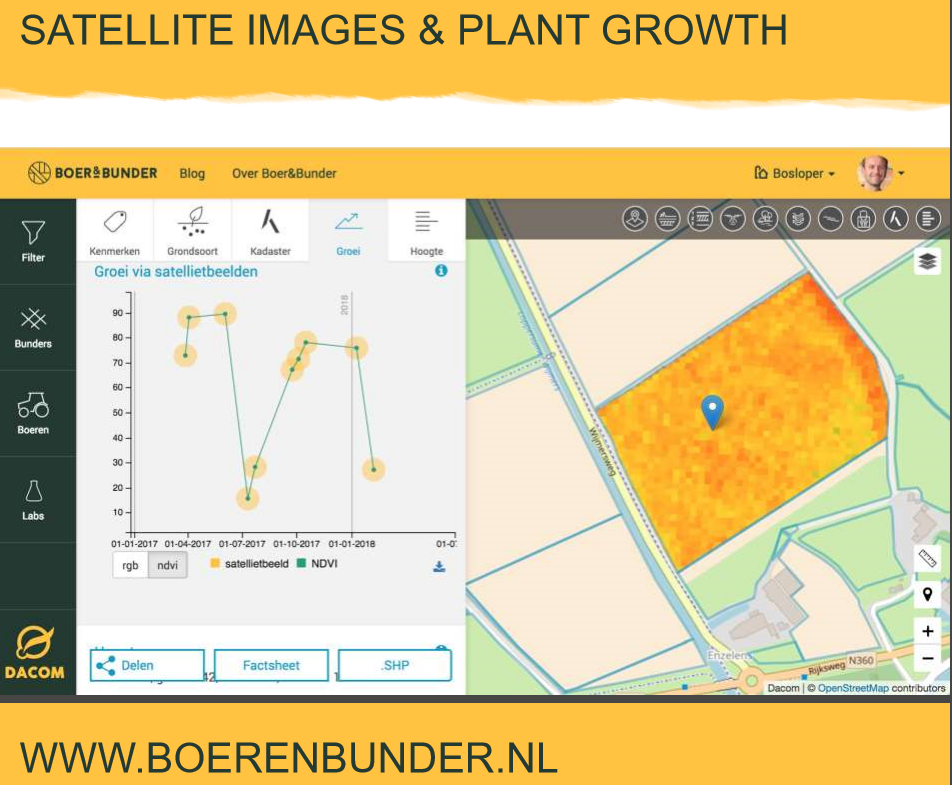 SATELLITE IMAGES & PLANT GROWTH
BOER&BUNDER Blog Over Boer&Bunder Bosloper
Filter
Bunders
Boeren
Labs
DACOM
Kenmerken Grondsoort Kadaster Groei Hoogte
Groei via satellietbeelden
2018
90
80
70
60
50
40
30
20
10
01-01-2017 01-04-2017 01-07-2017 01-10-2017 01-01-2018 01-0
rgb ndvi satellietbeeld NDVI
Delen Factsheet .SHP
42,
Wijmersweg
Enzelens
Rijksweg N360
+
−
Dacom | © OpenStreetMap contributors
WWW.BOERENBUNDER.NL